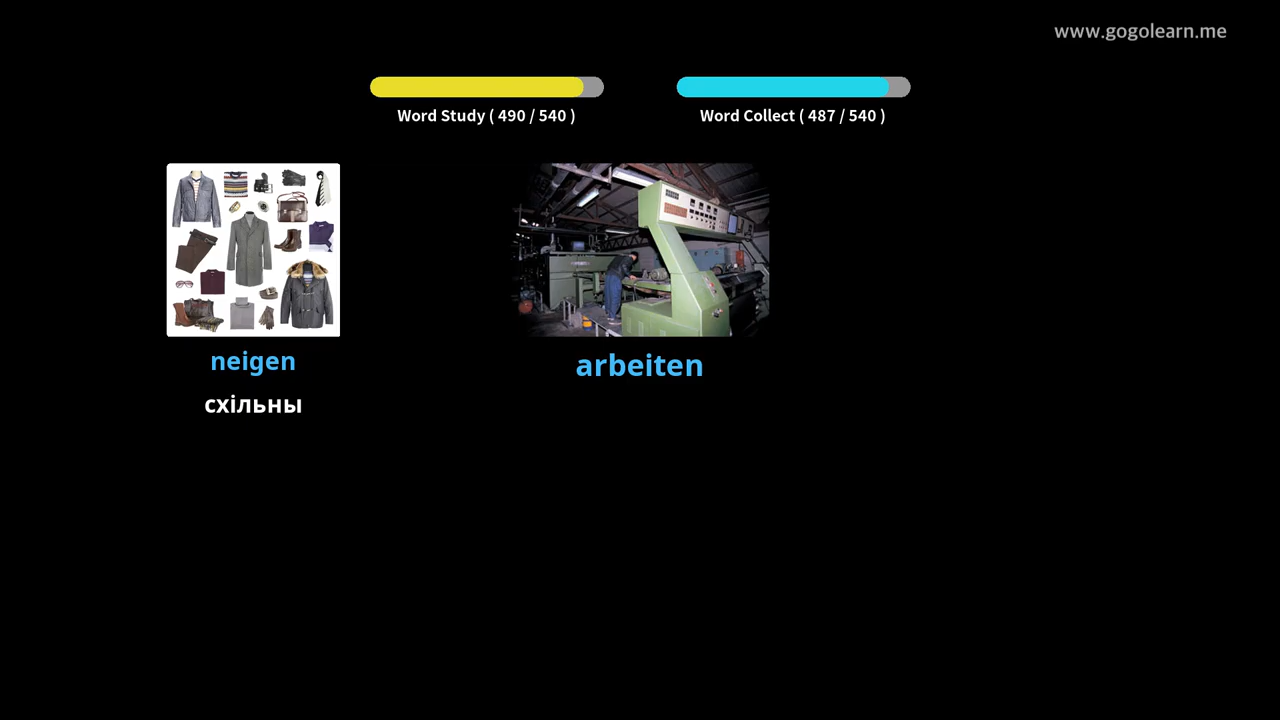 www.gogolearn.me
Word Study ( 490 / 540 )
Word Collect ( 487 / 540 )
neigen
схільны
arbeiten